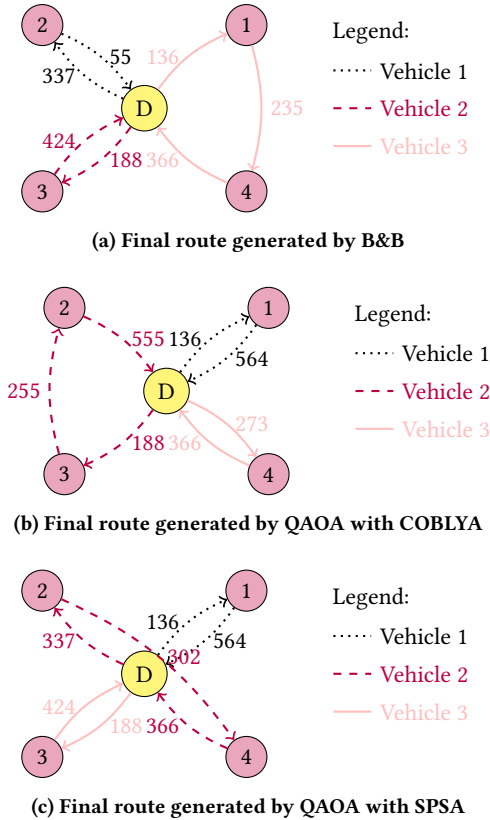 2
1
55
136
Legend:
337
Vehicle 1
D
235
Vehicle 2
424
188
366
Vehicle 3
3
4
(a) Final route generated by B&B
2
1
Legend:
555
136
564
Vehicle 1
D
255
Vehicle 2
273
188
366
Vehicle 3
3
4
(b) Final route generated by QAOA with COBLYA
2
1
Legend:
136
337
302
564
Vehicle 1
D
Vehicle 2
424
188
366
Vehicle 3
3
4
(c) Final route generated by QAOA with SPSA